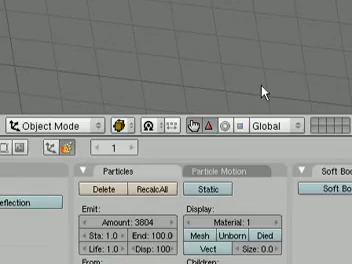 Object Mode Global
1
Particles Particle Motion Soft Bo
Delete RecalcAll Static Soft Bo
eflection
Emit: Display:
Amount: 3804 Material: 1
Sta: 1.0 End: 100.0 Mesh Unborn Died
Life: 1.0 Disp: 100 Vect Size: 0.0
From: Children: